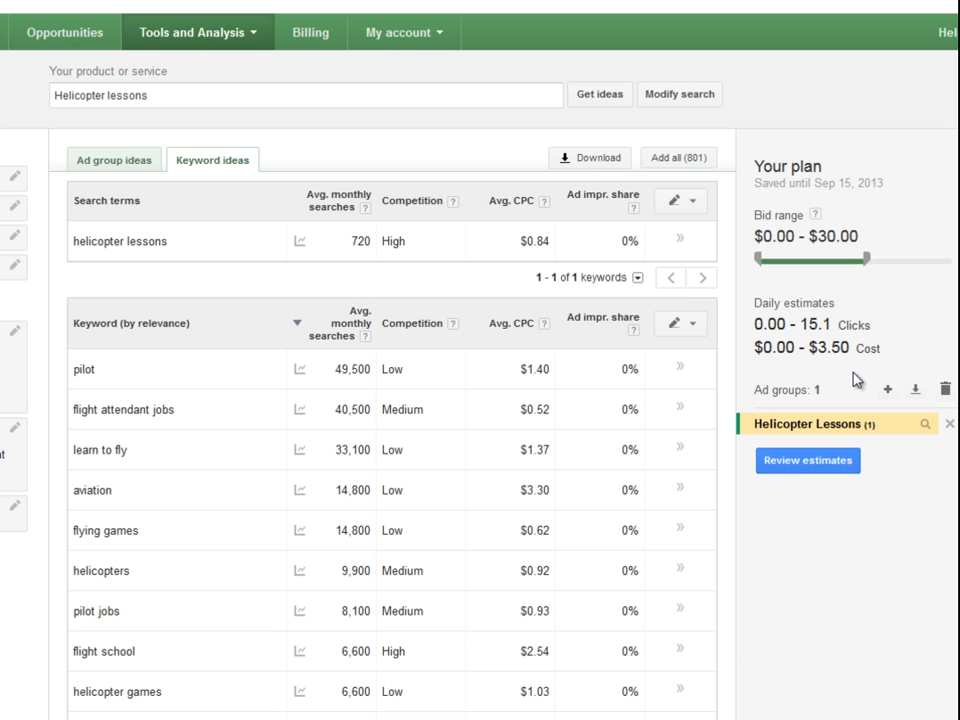 Opportunities Tools and Analysis Billing My account Hel
Your product or service
Helicopter lessons Get ideas Modify search
Ad group ideas Keyword ideas Download Add all (801)
Search terms Avg. monthly searches ? Competition ? Avg. CPC ? Ad impr. share ?
helicopter lessons 720 High $0.84 0%
1 - 1 of 1 keywords
Keyword (by relevance) Avg. monthly searches ? Competition ? Avg. CPC ? Ad impr. share ?
pilot 49,500 Low $1.40 0%
flight attendant jobs 40,500 Medium $0.52 0%
learn to fly 33,100 Low $1.37 0%
aviation 14,800 Low $3.30 0%
flying games 14,800 Low $0.62 0%
helicopters 9,900 Medium $0.92 0%
pilot jobs 8,100 Medium $0.93 0%
flight school 6,600 High $2.54 0%
helicopter games 6,600 Low $1.03 0%
Your plan
Saved until Sep 15, 2013
Bid range ?
$0.00 - $30.00
Daily estimates
0.00 - 15.1 Clicks
$0.00 - $3.50 Cost
Ad groups: 1
Helicopter Lessons (1)
Review estimates